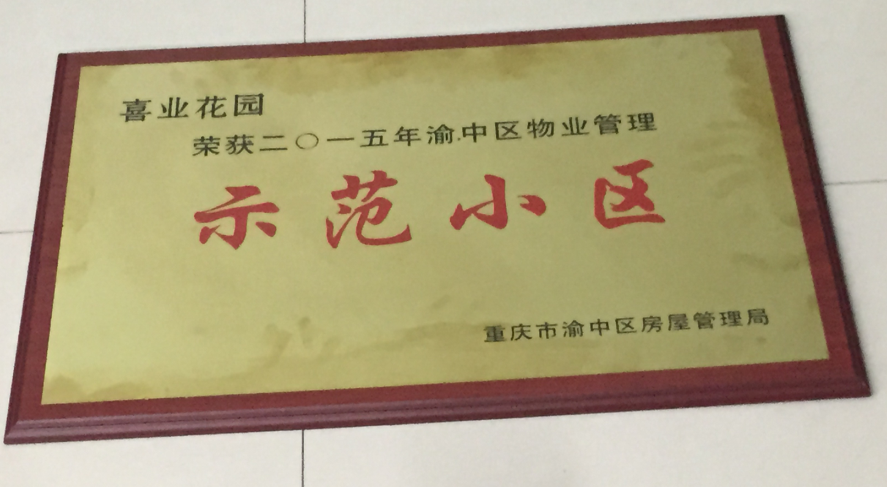 喜业花园
荣获二〇一五年渝中区物业管理
示范小区
重庆市渝中区房屋管理局